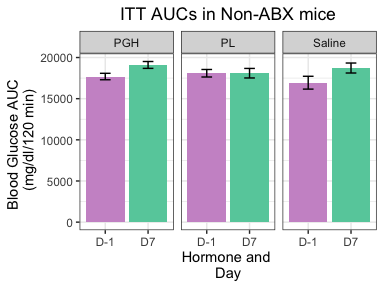 ITT AUCs in Non-ABX mice
PGH
PL
Saline
Blood Glucose AUC
(mg/dl/120 min)
20000
15000
10000
5000
0
D-1
D7
D-1
D7
D-1
D7
Hormone and
Day